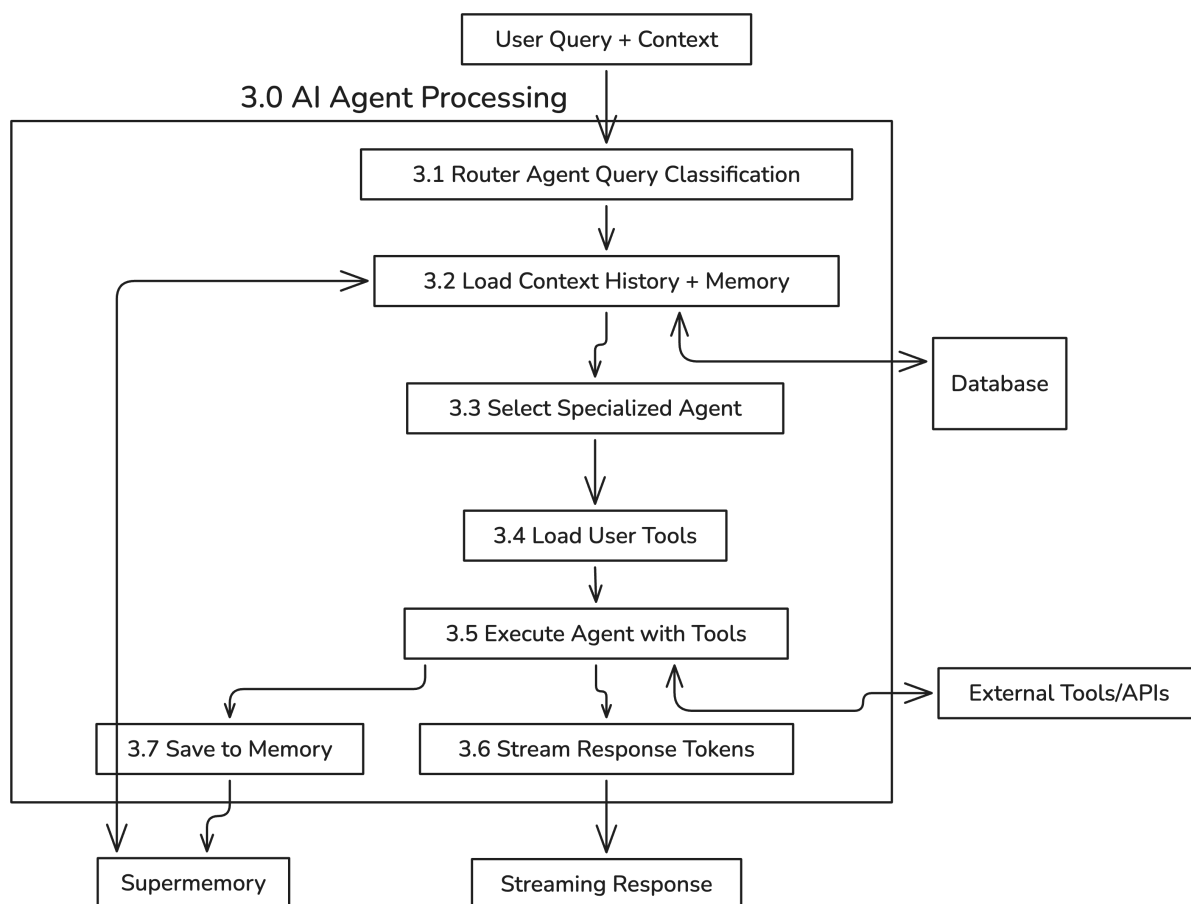 User Query + Context
3.0 AI Agent Processing
3.1 Router Agent Query Classification
3.2 Load Context History + Memory
Database
3.3 Select Specialized Agent
3.4 Load User Tools
3.5 Execute Agent with Tools
External Tools/APIs
3.7 Save to Memory
3.6 Stream Response Tokens
Supermemory
Streaming Response